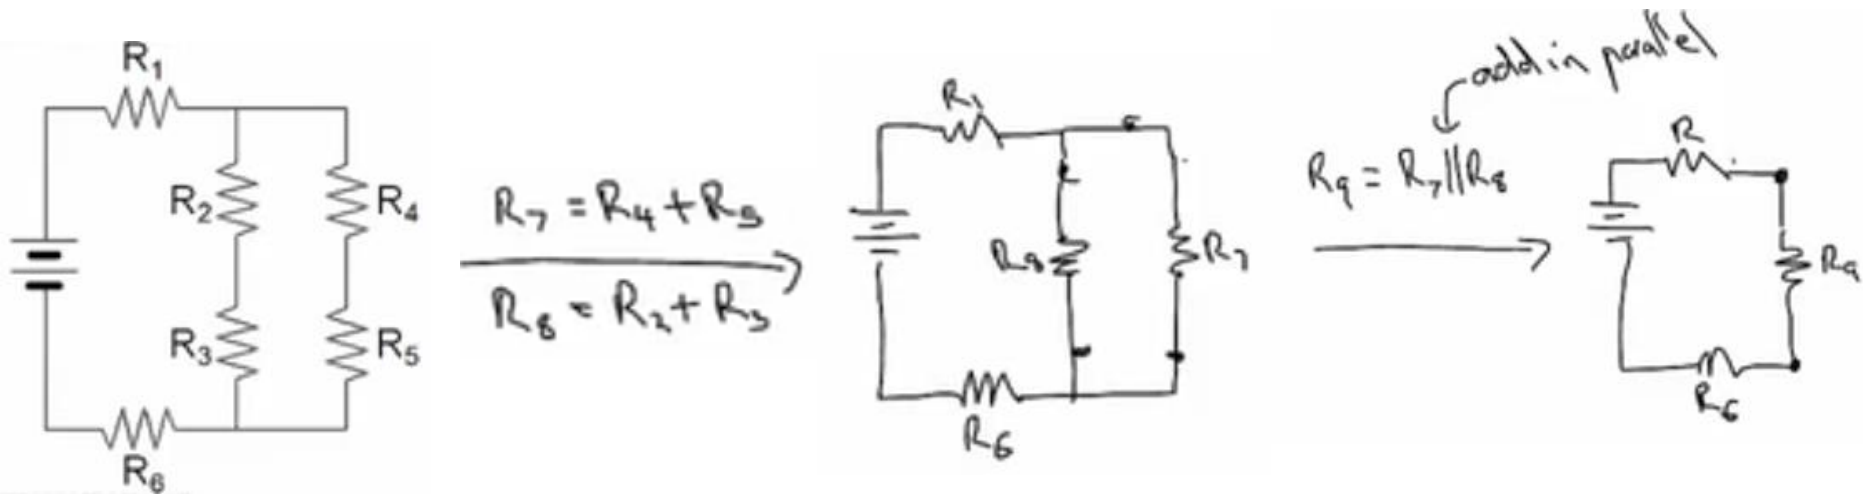 R1
R2
R4
R3
R5
R6
R7 = R4 + R5
R8 = R2 + R3
R1
R8
R7
R6
add in parallel
R9 = R7 || R8
R
R9
R6